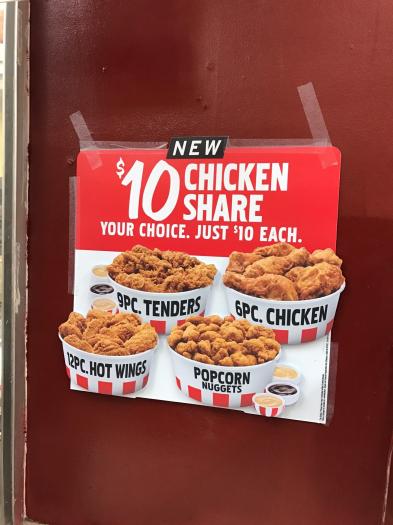 NEW
$10 CHICKEN
SHARE
YOUR CHOICE. JUST $10 EACH.
9PC. TENDERS
6PC. CHICKEN
12PC. HOT WINGS
POPCORN
NUGGETS